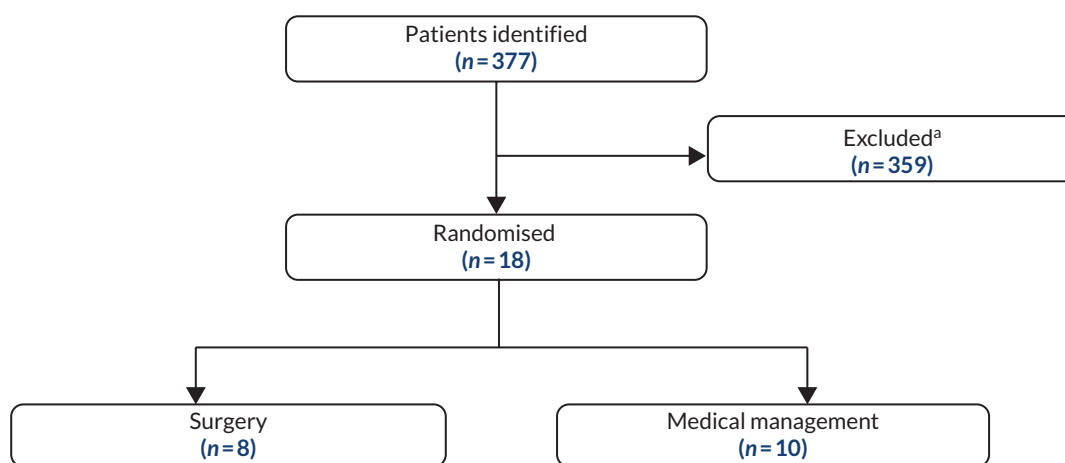 Patients identified
(n=377)
Excludedᵃ
(n=359)
Randomised
(n=18)
Surgery
(n=8)
Medical management
(n=10)